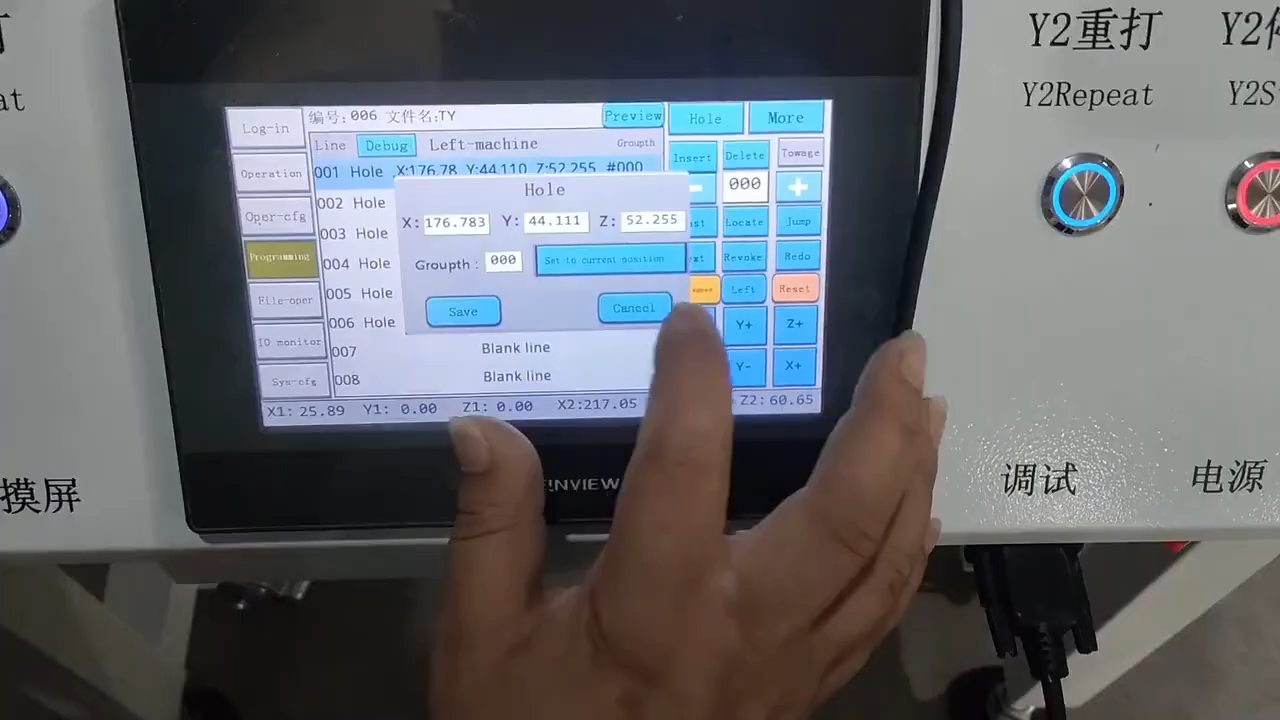 Y2重打
Y2
at
Y2Repeat
Y2S
Log-in
编号:006 文件名:TY
Preview
Hole
More
Line
Debug
Left-machine
Groupth
Insert
Delete
Towage
Operation
001 Hole X:176.78 Y:44.110 Z:52.255 #000
Hole
000
+
Oper-cfg
002 Hole
X: 176.783 Y: 44.111 Z: 52.255
Locate
Jump
003 Hole
Programming
004 Hole
Groupth : 000
Set to current position
Revoke
Redo
File-oper
005 Hole
Save
Cancel
Left
Reset
006 Hole
Y+
Z+
IO monitor
007 Blank line
Y-
X+
Sys-cfg
008 Blank line
X1: 25.89 Y1: 0.00 Z1: 0.00 X2:217.05
Z2: 60.65
摸屏
INVIEW
调试
电源